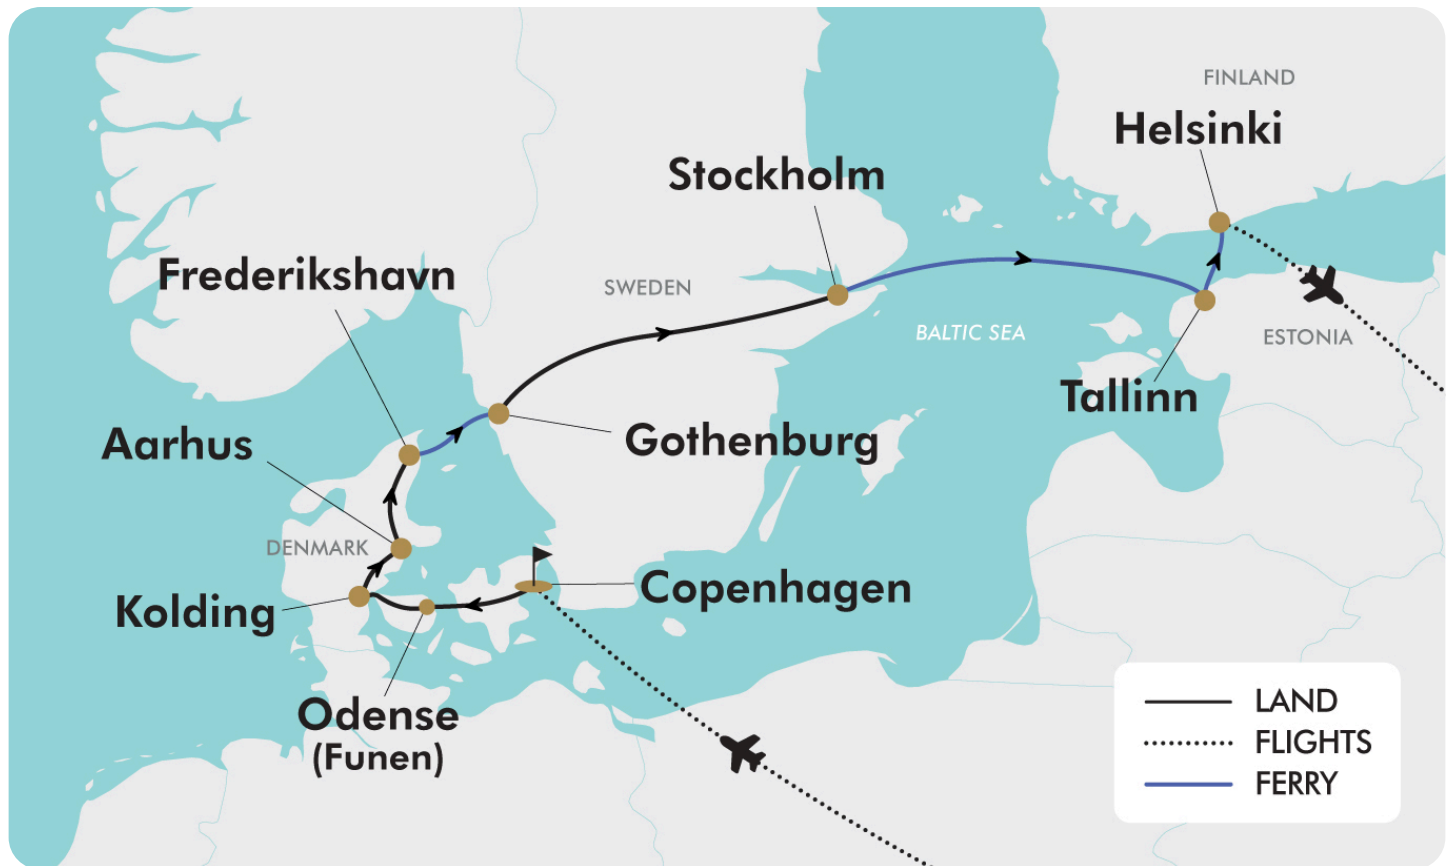 FINLAND
Helsinki
Stockholm
Frederikshavn
SWEDEN
BALTIC SEA
ESTONIA
Tallinn
Aarhus
Gothenburg
DENMARK
Copenhagen
Kolding
Odense
(Funen)
LAND
FLIGHTS
FERRY